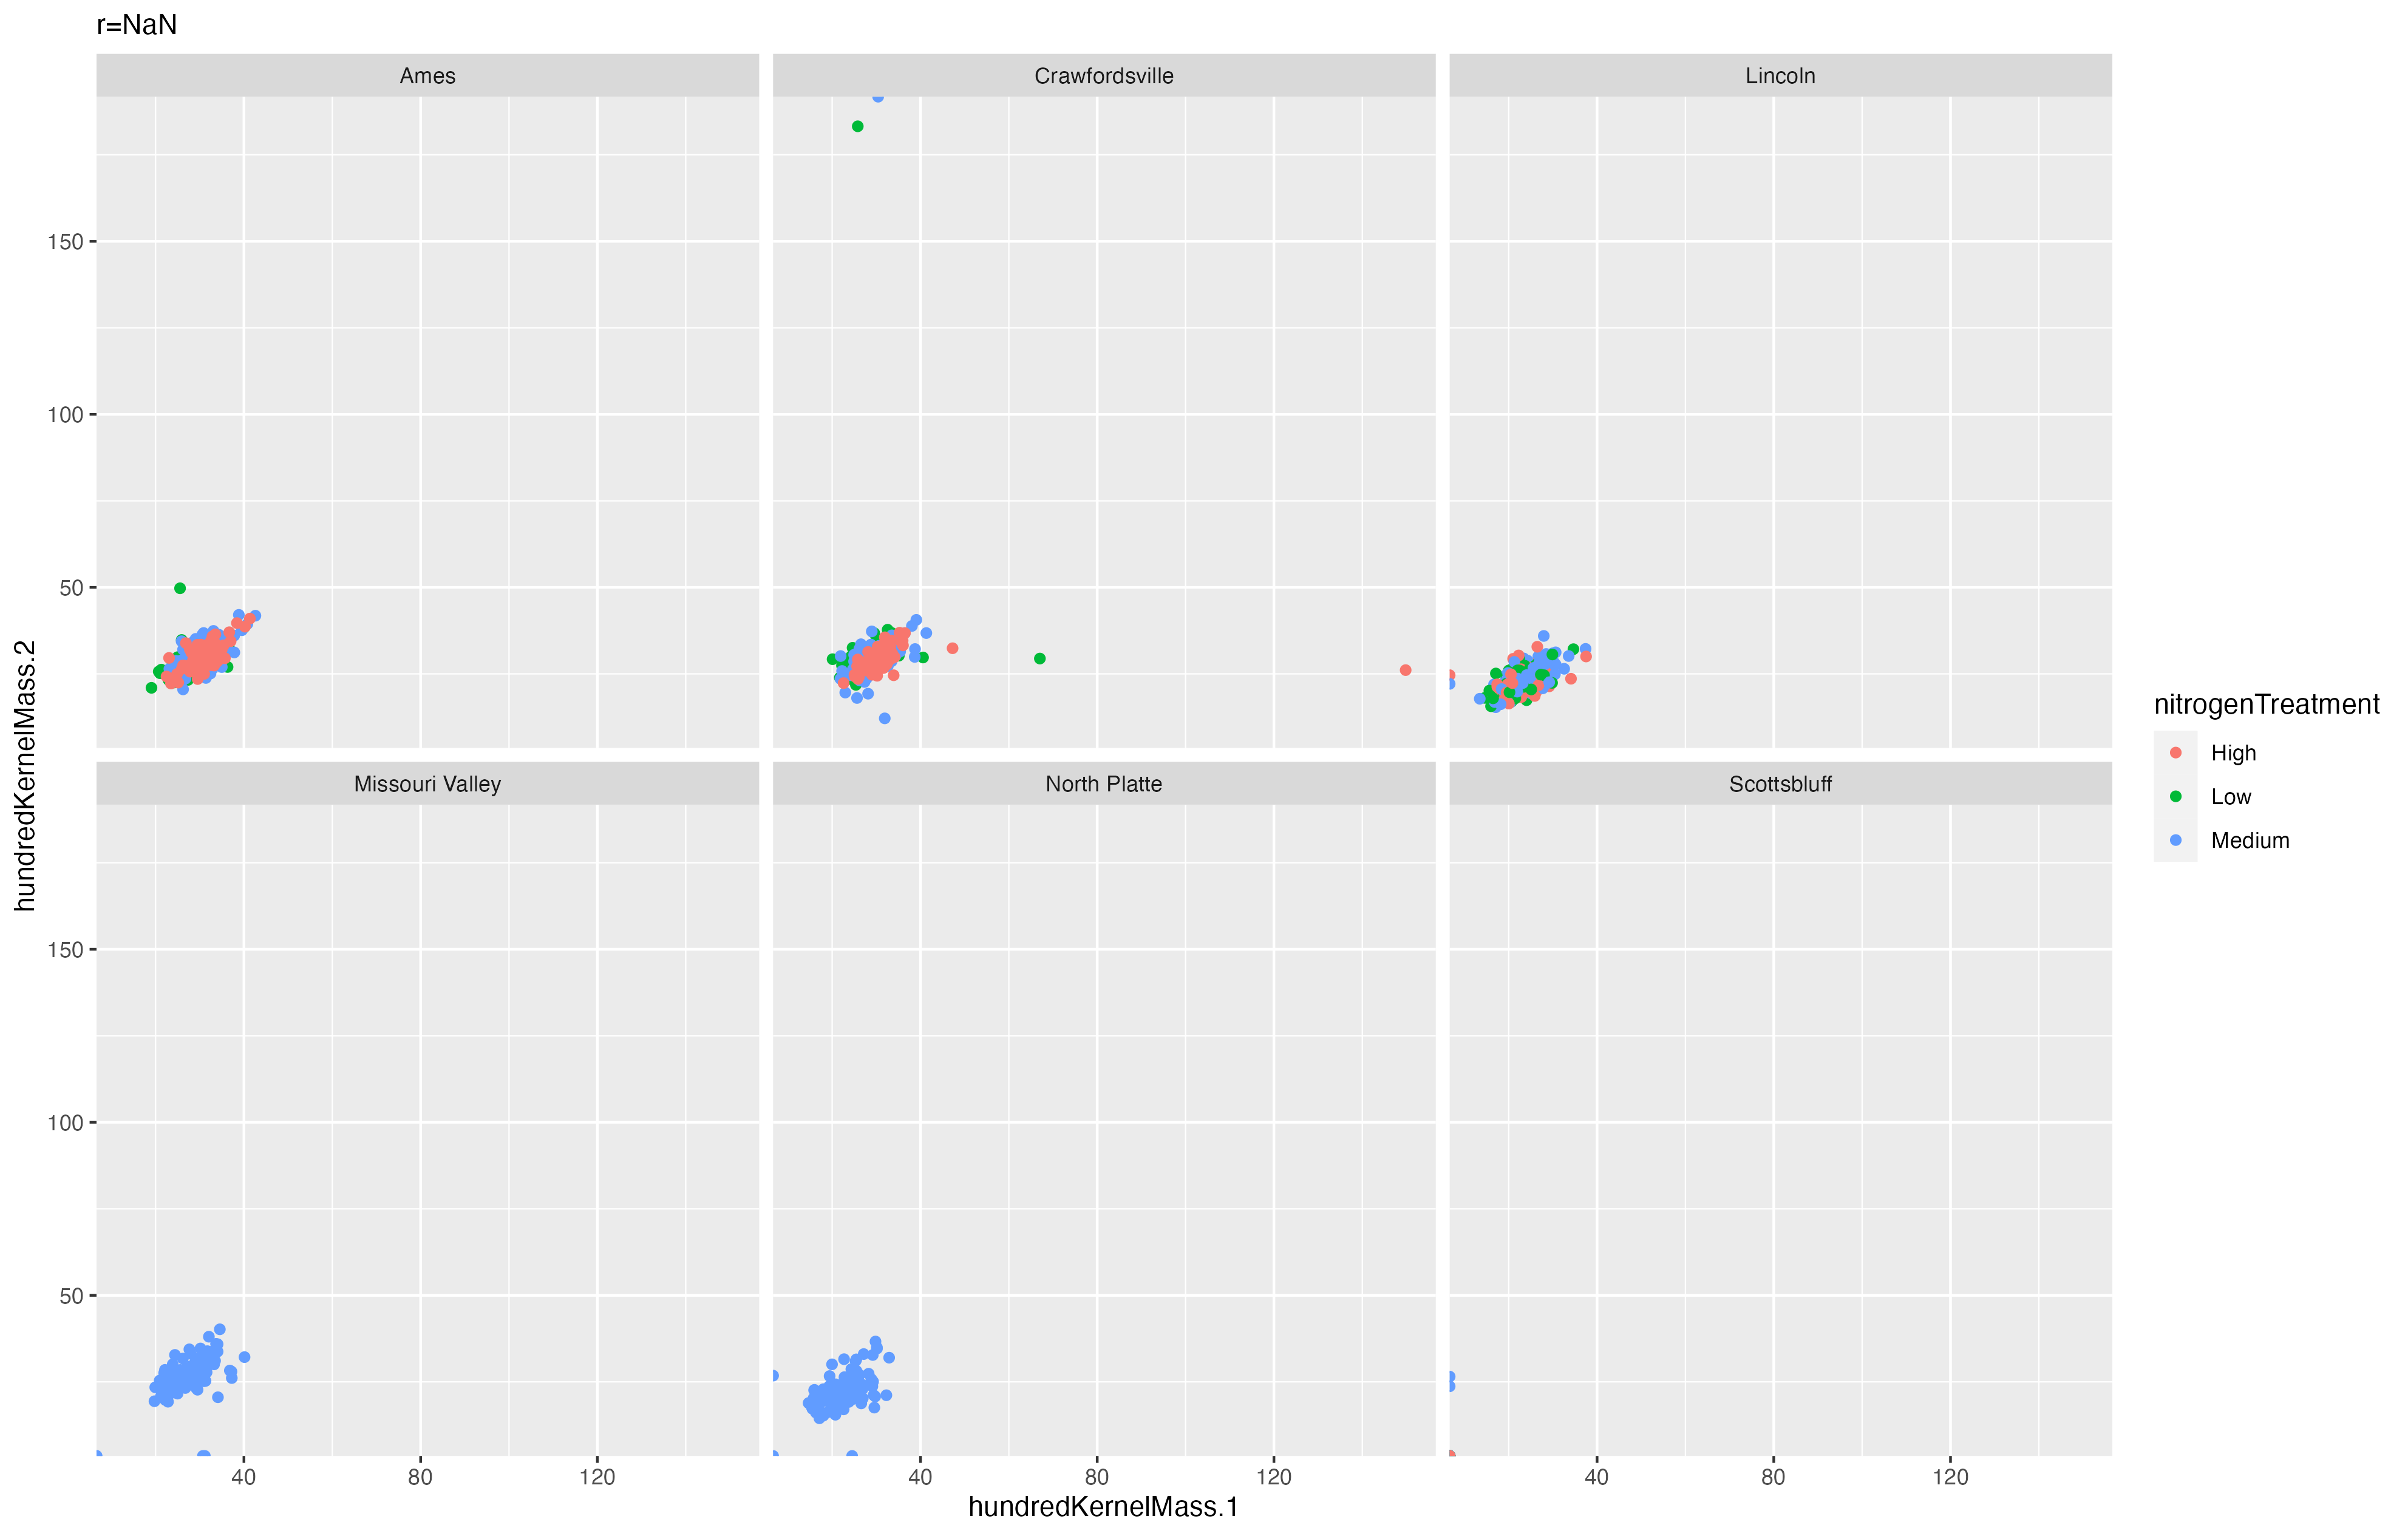 r=NaN
Ames
Crawfordsville
Lincoln
150
100
50
Missouri Valley
North Platte
Scottsbluff
150
100
50
40
80
120
40
80
120
40
80
120
hundredKernelMass.1
hundredKernelMass.2
nitrogenTreatment
High
Low
Medium